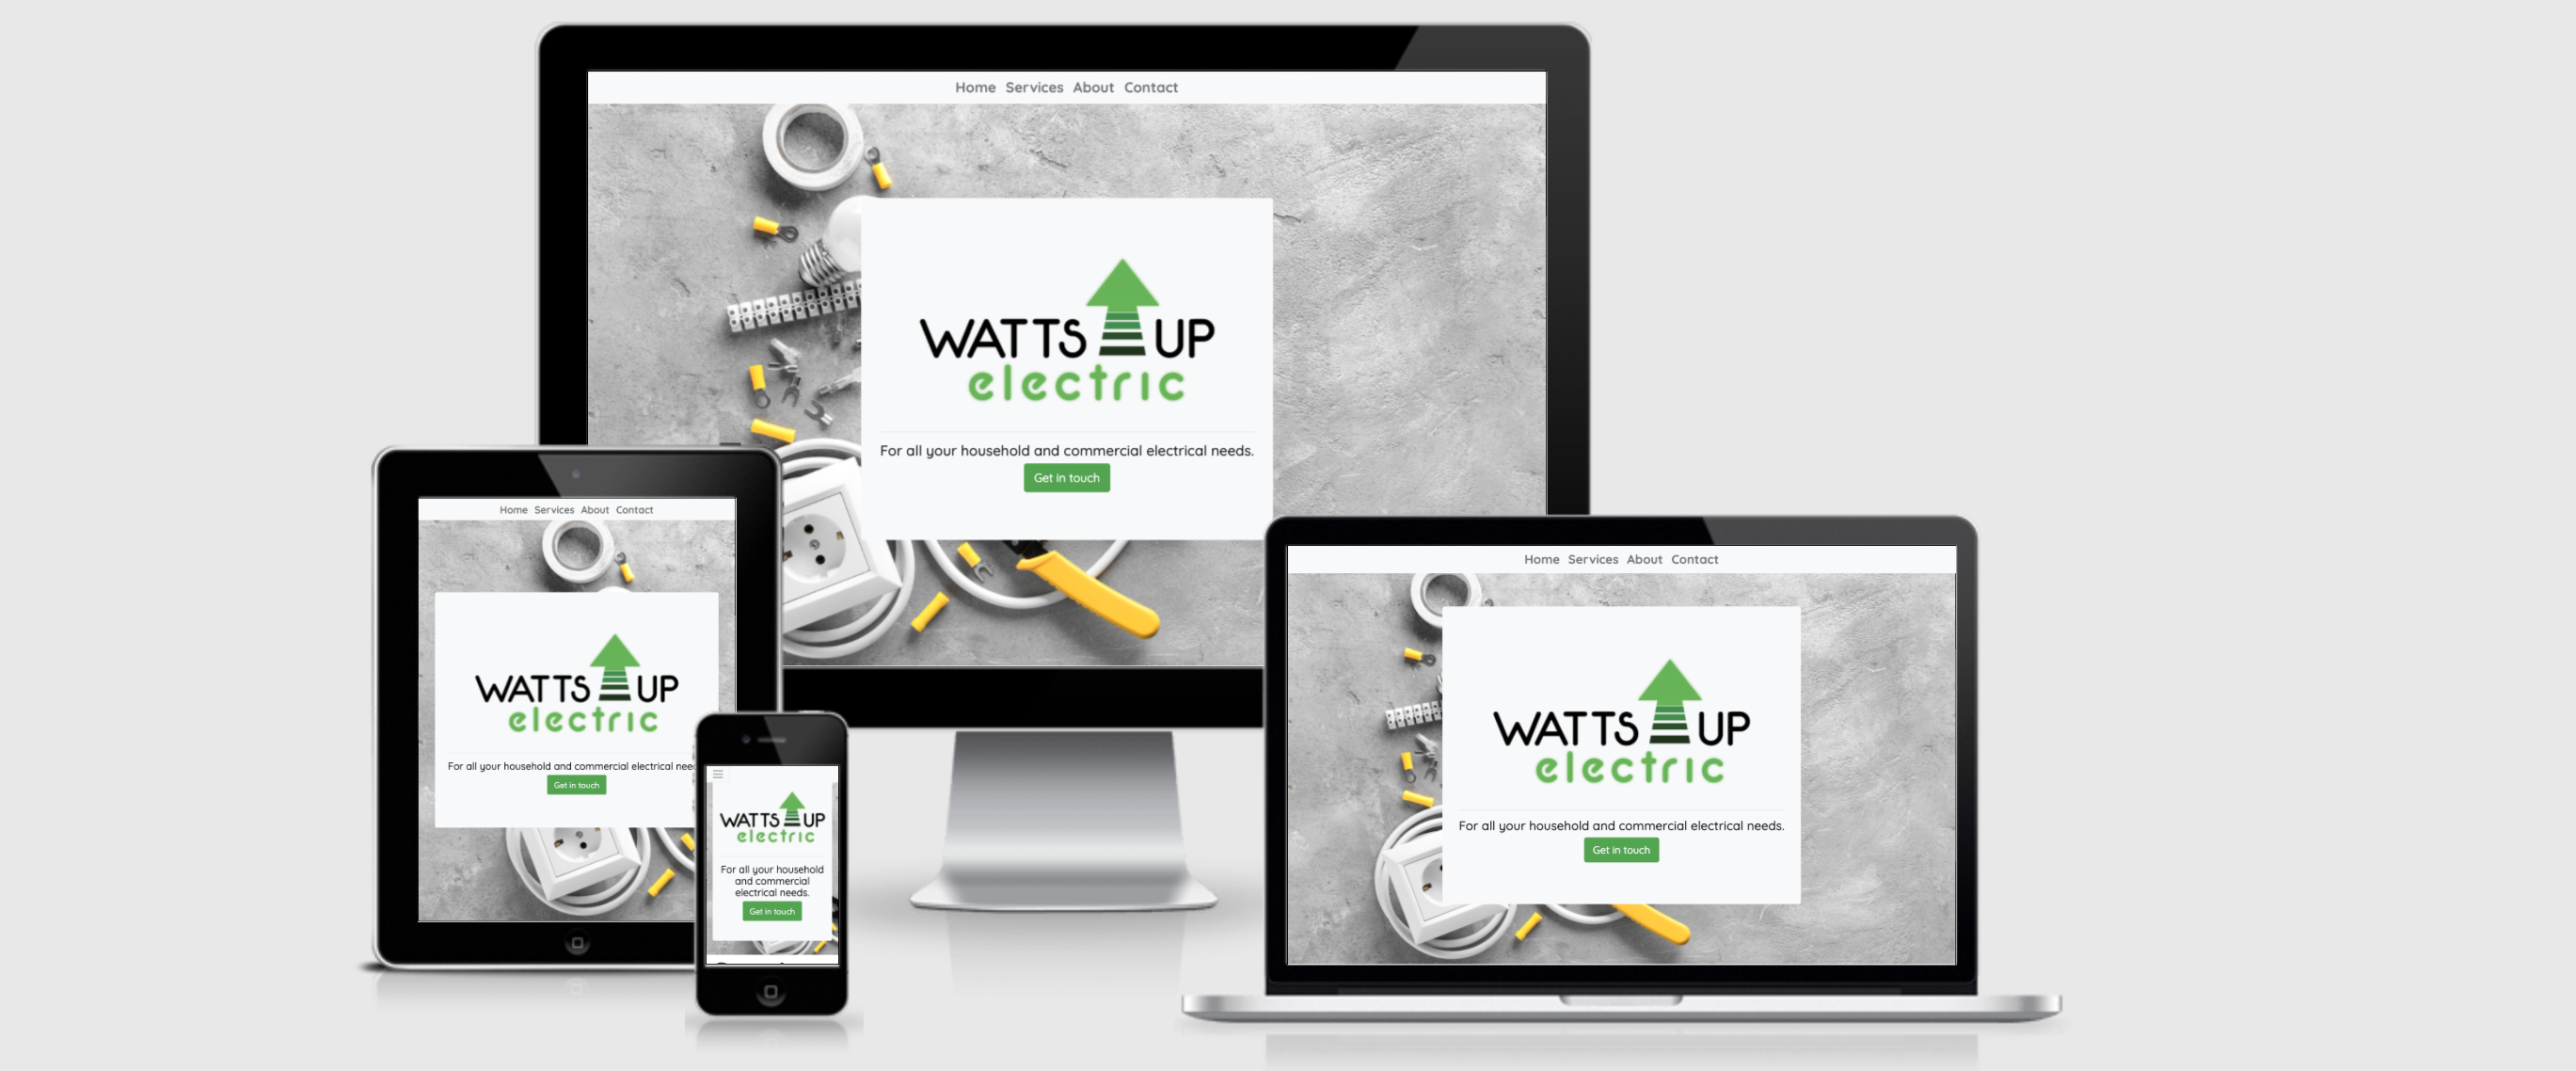 Home Services About Contact
WATTS UP
electric
For all your household and commercial electrical needs.
Get in touch
Home Services About Contact
WATTS UP
electric
For all your household and commercial electrical
Get in touch
WATTS UP
electric
For all your household
and commercial
electrical needs.
Get in touch
Home Services About Contact
WATTS UP
electric
For all your household and commercial electrical needs.
Get in touch